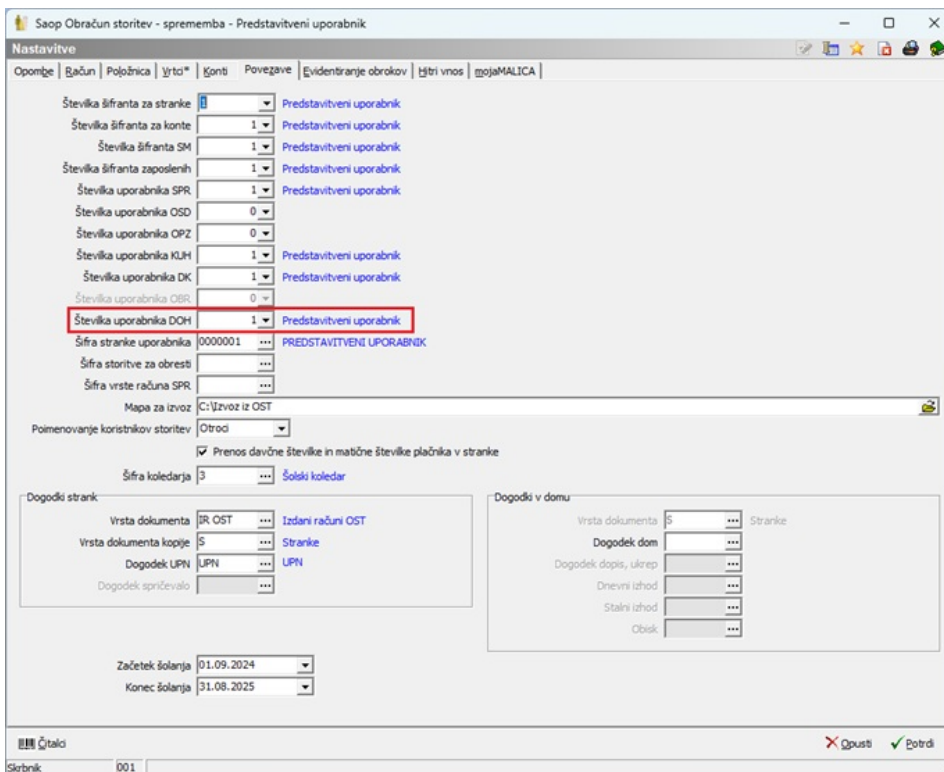 Saop Obračun storitev - sprememba - Predstavitveni uporabnik
Nastavitve
Opombe Račun Položnica Vrtci* Konti Povezave Evidentiranje obrokov Hitri vnos mojaMALICA
Številka šifranta za stranke 1 Predstavitveni uporabnik
Številka šifranta za konte 1 Predstavitveni uporabnik
Številka šifranta SM 1 Predstavitveni uporabnik
Številka šifranta zaposlenih 1 Predstavitveni uporabnik
Številka uporabnika SPR 1 Predstavitveni uporabnik
Številka uporabnika OSD 0
Številka uporabnika OPZ 0
Številka uporabnika KUH 1 Predstavitveni uporabnik
Številka uporabnika DK 1 Predstavitveni uporabnik
Številka uporabnika OBR 0
Številka uporabnika DOH 1 Predstavitveni uporabnik
Šifra stranke uporabnika 0000001 ... PREDSTAVITVENI UPORABNIK
Šifra storitve za obresti ...
Šifra vrste računa SPR ...
Mapa za izvoz C:\Izvoz iz OST
Poimenovanje koristnikov storitev Otroci
Prenos davčne številke in matične številke plačnika v stranke
Šifra koledarja 3 ... Šolski koledar
Dogodki strank
Vrsta dokumenta IR OST ... Izdani računi OST
Vrsta dokumenta kopije S ... Stranke
Dogodek UPN UPN ... UPN
Dogodek spričevalo ...
Dogodki v domu
Vrsta dokumenta S ... Stranke
Dogodek dom ...
Dogodek dopis, ukrep ...
Dnevni izhod ...
Stalni izhod ...
Obisk ...
Začetek šolanja 01.09.2024
Konec šolanja 31.08.2025
Čitalci Opusti Potrdi
Skrbnik 001